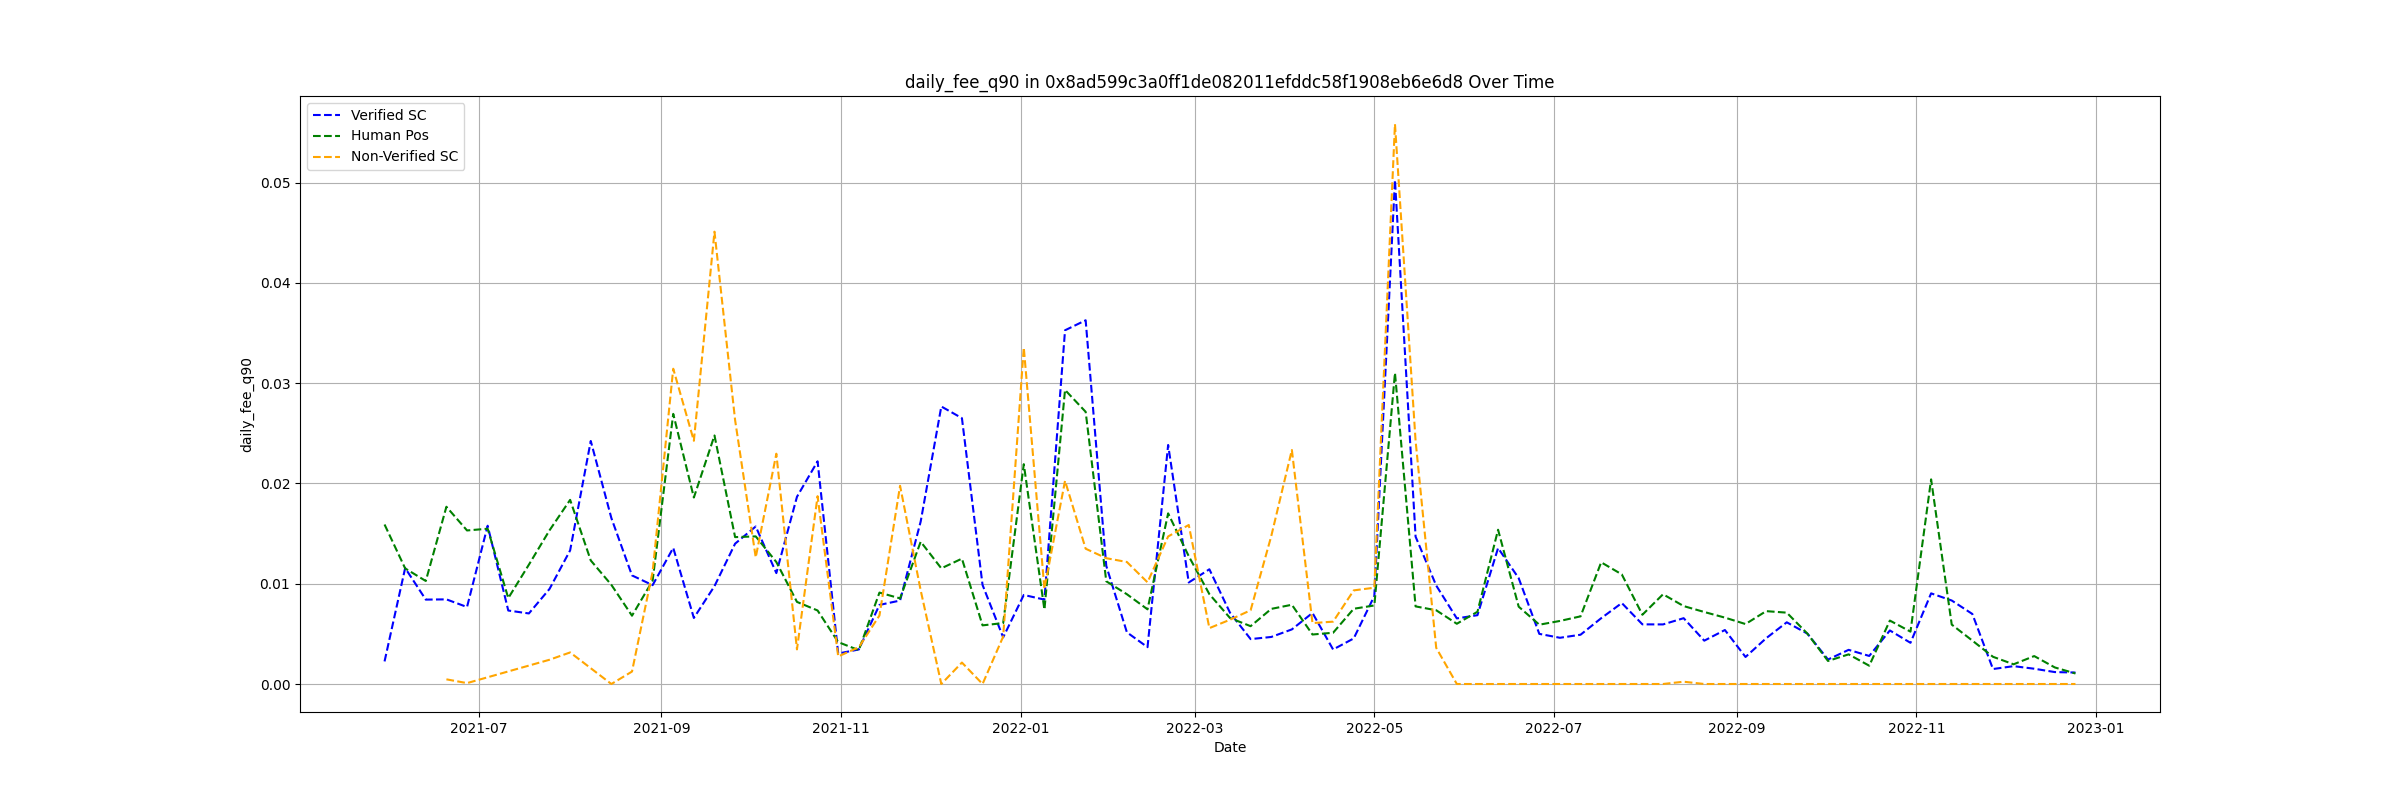 daily_fee_q90 in 0x8ad599c3a0ff1de082011efddc58f1908eb6e6d8 Over Time
Verified SC
Human Pos
Non-Verified SC
daily_fee_q90
0.05
0.04
0.03
0.02
0.01
0.00
2021-07
2021-09
2021-11
2022-01
2022-03
2022-05
2022-07
2022-09
2022-11
2023-01
Date